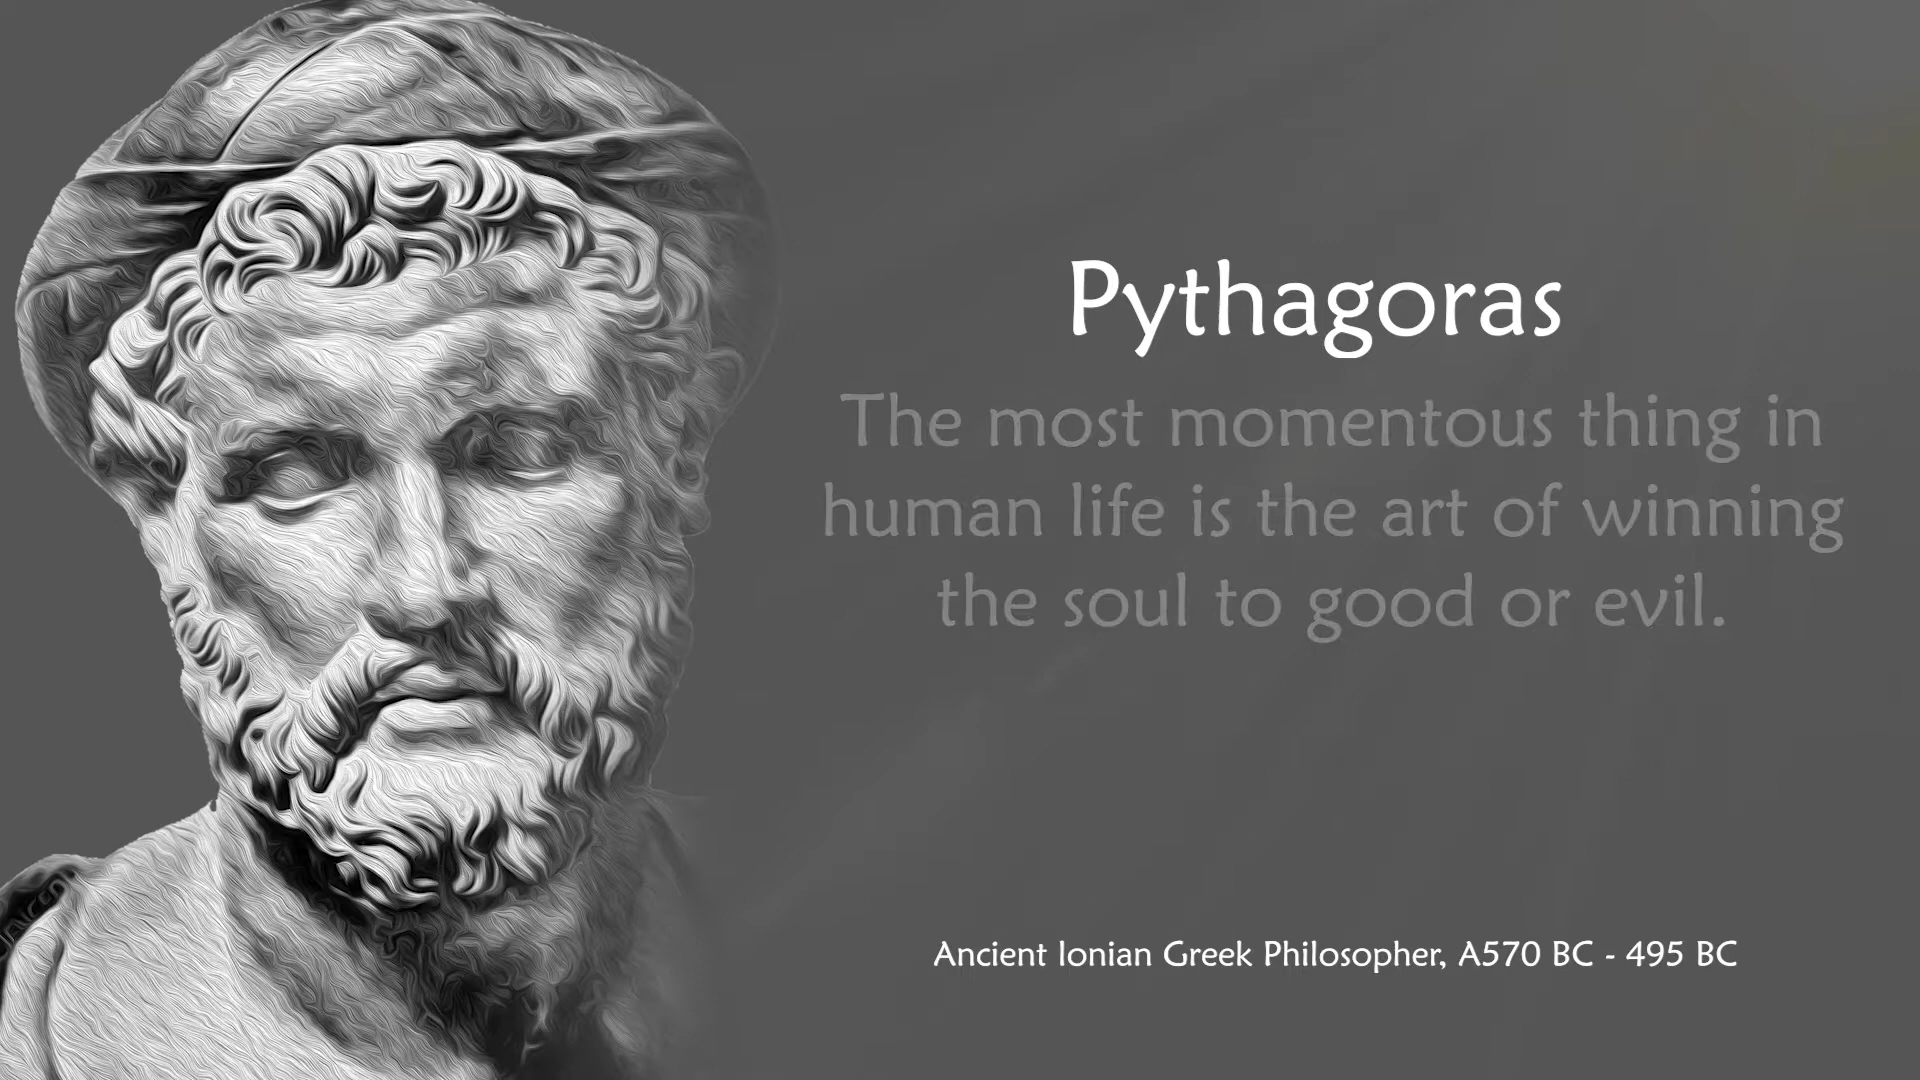 Pythagoras
The most momentous thing in
human life is the art of winning
the soul to good or evil.
Ancient Ionian Greek Philosopher, A570 BC - 495 BC